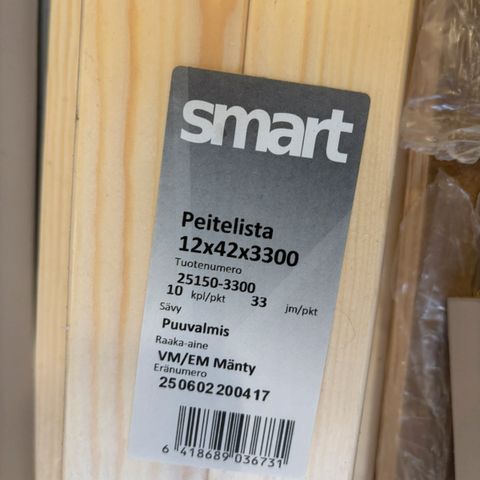 smart
Peitelista
12x42x3300
Tuotenumero
25150-3300
10 kpl/pkt 33 jm/pkt
Sävy
Puuvalmis
Raaka-aine
VM/EM Mänty
Eränumero
250602200417
6 418689 036731